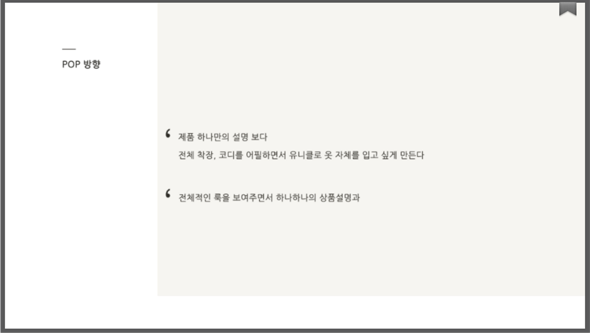 POP 방향
‘ 제품 하나만의 설명 보다
전체 착장, 코디를 어필하면서 유니클로 옷 자체를 입고 싶게 만든다
‘ 전체적인 룩을 보여주면서 하나하나의 상품설명과